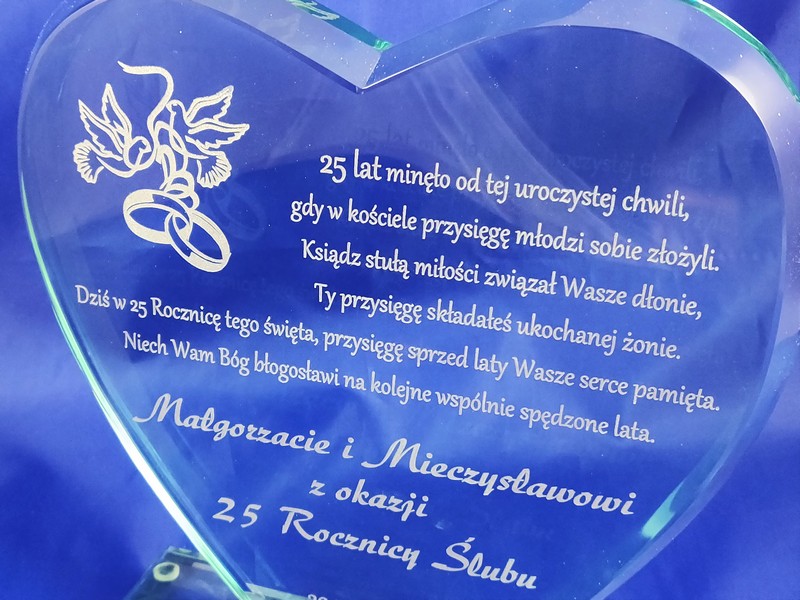 25 lat minęło od tej uroczystej chwili,
gdy w kościele przysięgę młodzi sobie złożyli.
Ksiądz stułą miłości związał Wasze dłonie,
Ty przysięgę składałeś ukochanej żonie.
Dziś w 25 Rocznicę tego święta, przysięgę sprzed laty Wasze serce pamięta.
Niech Wam Bóg błogosławi na kolejne wspólnie spędzone lata.
Małgorzacie i Mieczysławowi
z okazji
25 Rocznicy Ślubu